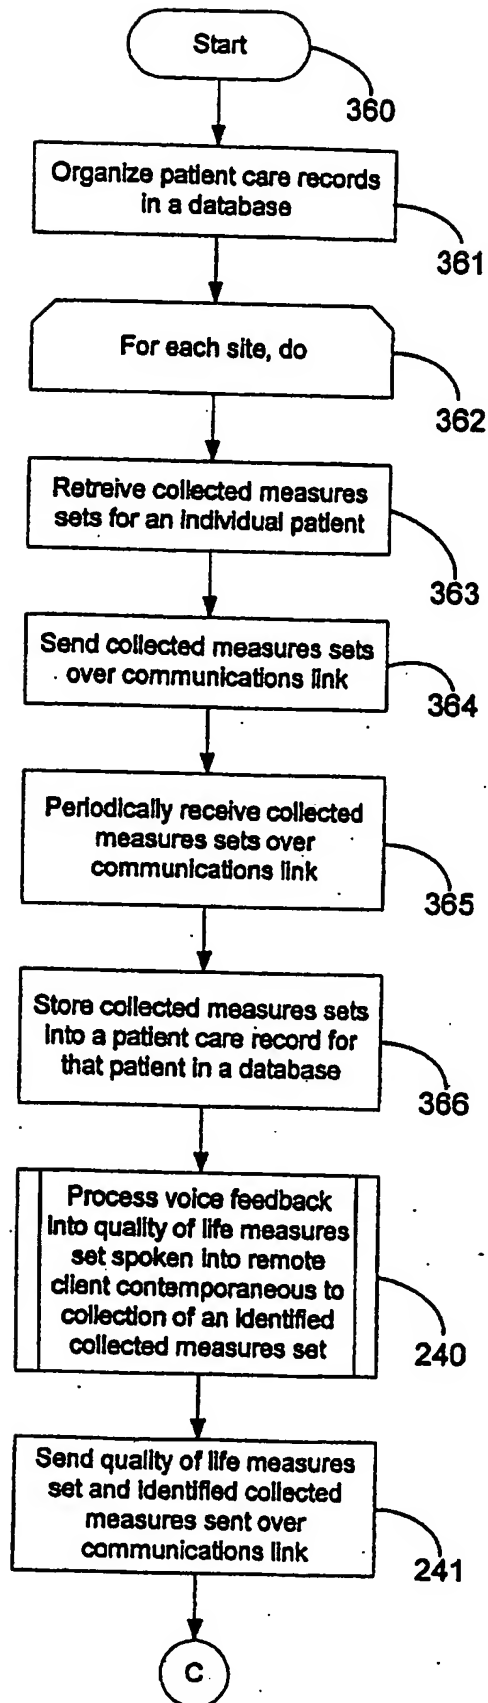 Start
360
Organize patient care records
in a database
361
For each site, do
362
Retreive collected measures
sets for an individual patient
363
Send collected measures sets
over communications link
364
Periodically receive collected
measures sets over
communications link
365
Store collected measures sets
into a patient care record for
that patient in a database
366
Process voice feedback
into quality of life measures
set spoken into remote
client contemporaneous to
collection of an identified
collected measures set
240
Send quality of life measures
set and identified collected
measures sent over
communications link
241
C